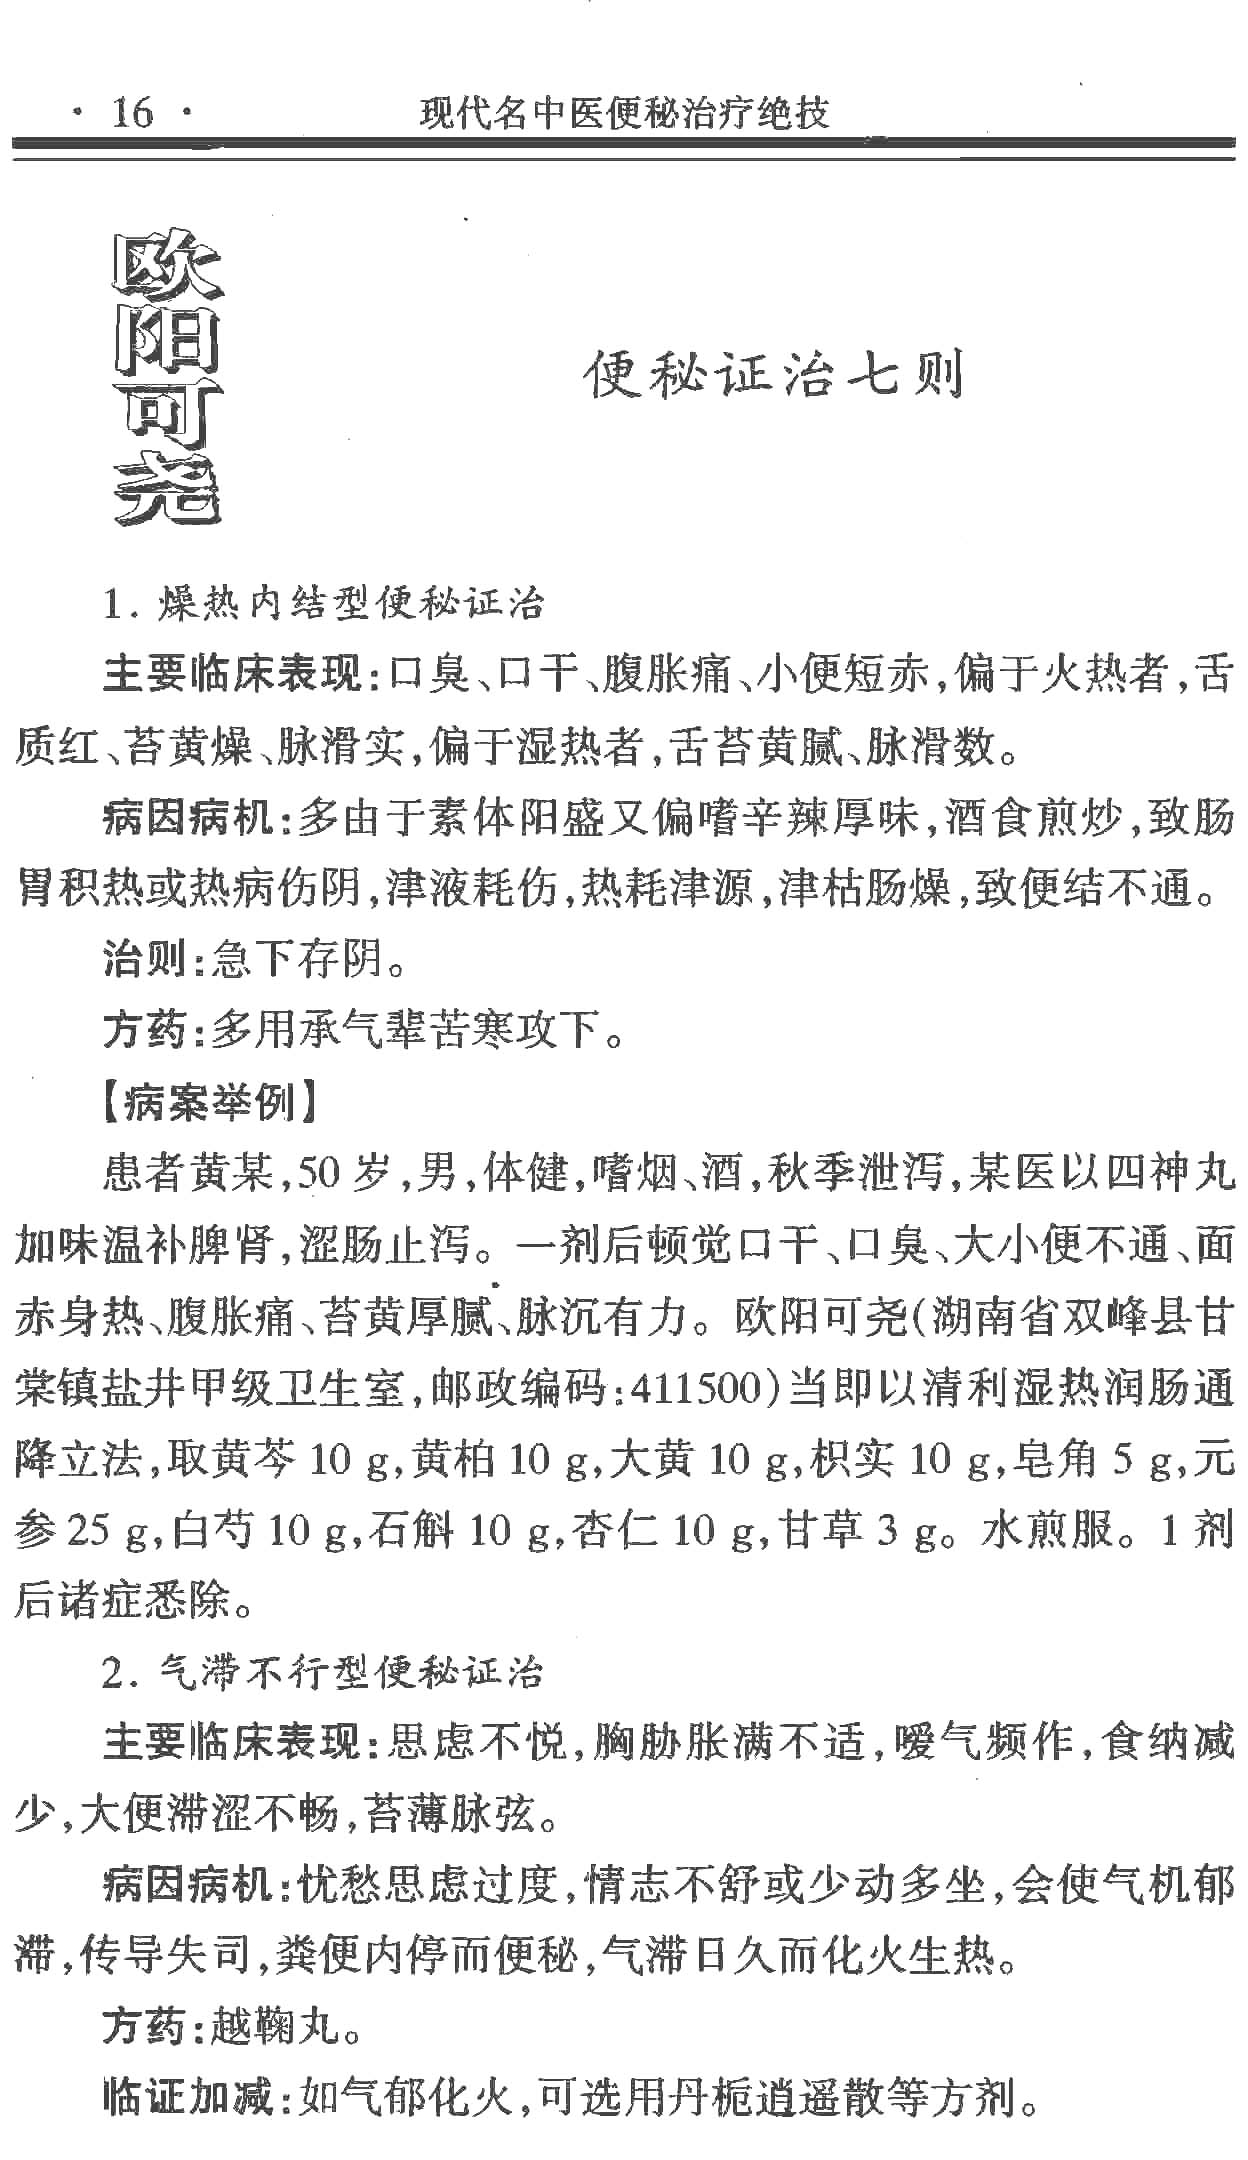 · 16 ·
现代名中医便秘治疗绝技
欧阳可尧
便秘证治七则
1. 燥热内结型便秘证治
主要临床表现:口臭、口干、腹胀痛、小便短赤,偏于火热者,舌
质红、苔黄燥、脉滑实,偏于湿热者,舌苔黄腻、脉滑数。
病因病机:多由于素体阳盛又偏嗜辛辣厚味,酒食煎炒,致肠
胃积热或热病伤阴,津液耗伤,热耗津源,津枯肠燥,致便结不通。
治则:急下存阴。
方药:多用承气辈苦寒攻下。
【病案举例】
患者黄某,50 岁,男,体健,嗜烟、酒,秋季泄泻,某医以四神丸
加味温补脾肾,涩肠止泻。一剂后顿觉口干、口臭、大小便不通、面
赤身热、腹胀痛、苔黄厚腻、脉沉有力。欧阳可尧(湖南省双峰县甘
棠镇盐井甲级卫生室,邮政编码:411500)当即以清利湿热润肠通
降立法,取黄芩 10 g,黄柏 10 g,大黄 10 g,枳实 10 g,皂角 5 g,元
参 25 g,白芍 10 g,石斛 10 g,杏仁 10 g,甘草 3 g。水煎服。1 剂
后诸症悉除。
2. 气滞不行型便秘证治
主要临床表现:思虑不悦,胸胁胀满不适,嗳气频作,食纳减
少,大便滞涩不畅,苔薄脉弦。
病因病机:忧愁思虑过度,情志不舒或少动多坐,会使气机郁
滞,传导失司,粪便内停而便秘,气滞日久而化火生热。
方药:越鞠丸。
临证加减:如气郁化火,可选用丹栀逍遥散等方剂。